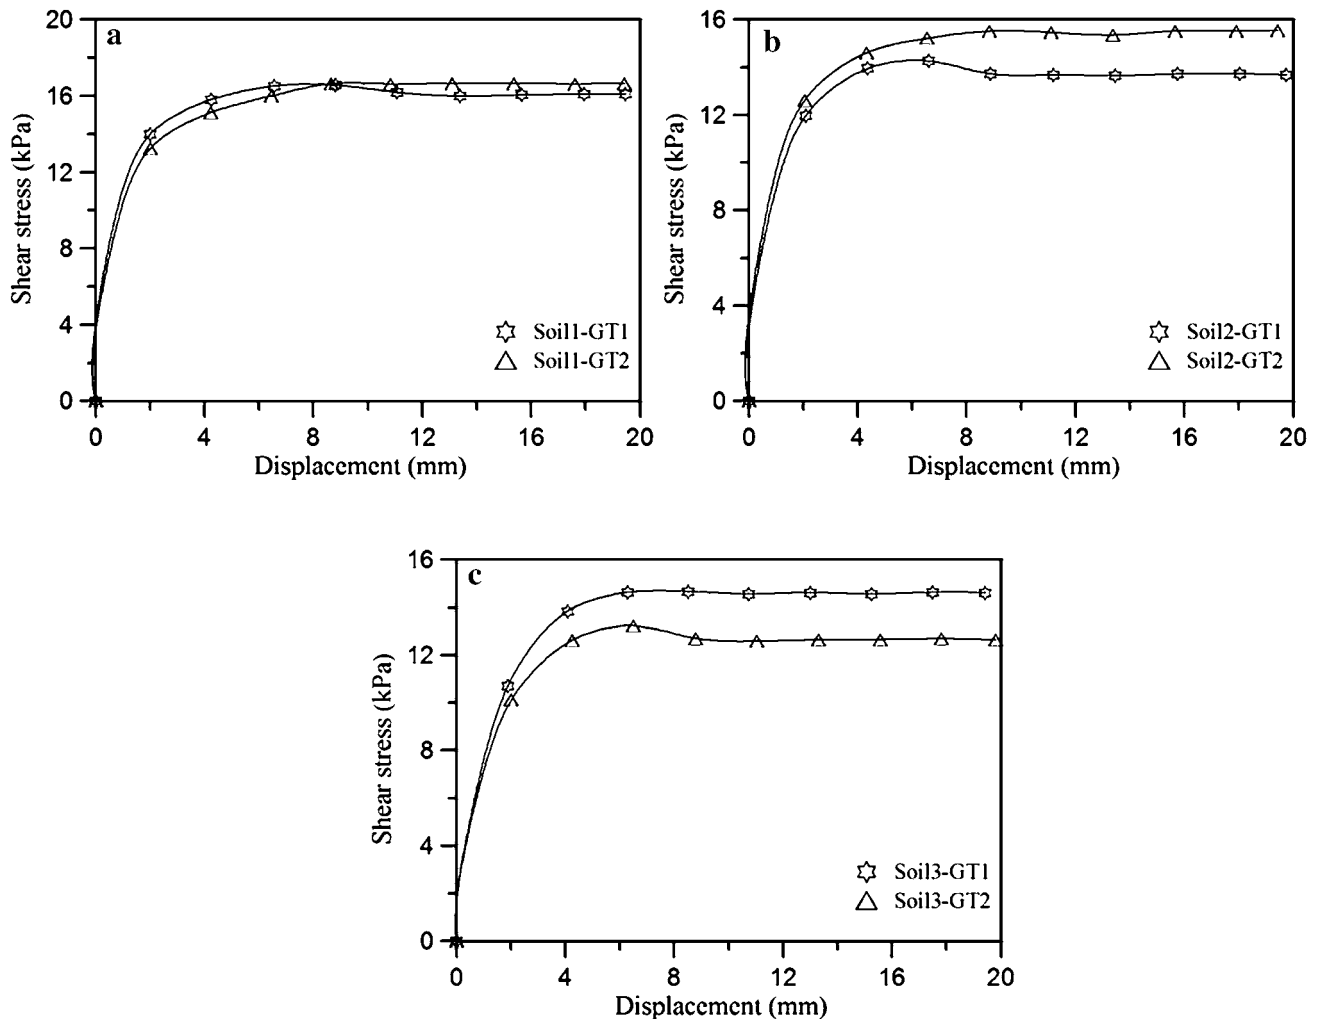 a
20
16
12
8
4
0
Shear stress (kPa)
Soil1-GT1
Soil1-GT2
0 4 8 12 16 20
Displacement (mm)
b
16
12
8
4
0
Shear stress (kPa)
Soil2-GT1
Soil2-GT2
0 4 8 12 16 20
Displacement (mm)
c
16
12
8
4
0
Shear stress (kPa)
Soil3-GT1
Soil3-GT2
0 4 8 12 16 20
Displacement (mm)